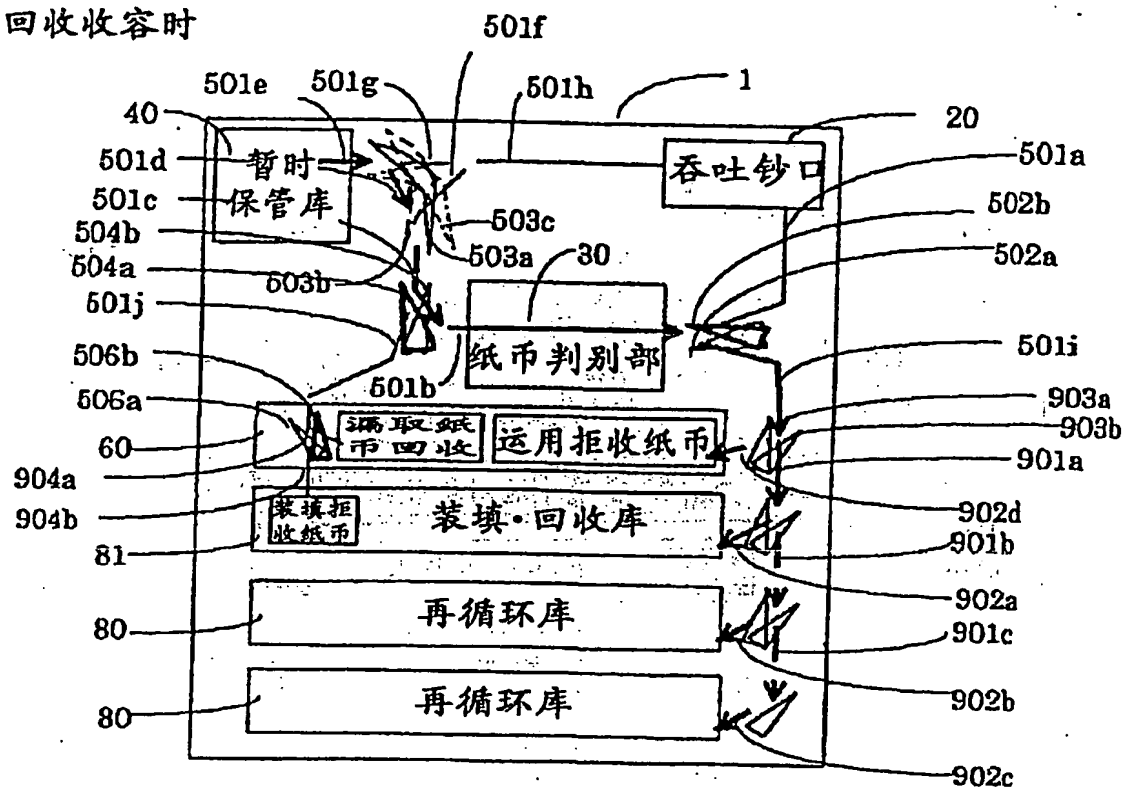 回收收容时
501f
501e
501g
501h
1
40
20
501d
暂时
吞吐钞口
501a
501c
保管库
502b
504b
503c
504a
503b
503a
30
502a
501j
纸币判别部
501i
506b
501b
903a
506a
漏取紙
币回收
运用拒收纸币
903b
60
901a
904a
904b
装填拒
收纸币
装填·回收库
902d
81
901b
902a
80
再循环库
901c
902b
80
再循环库
902c